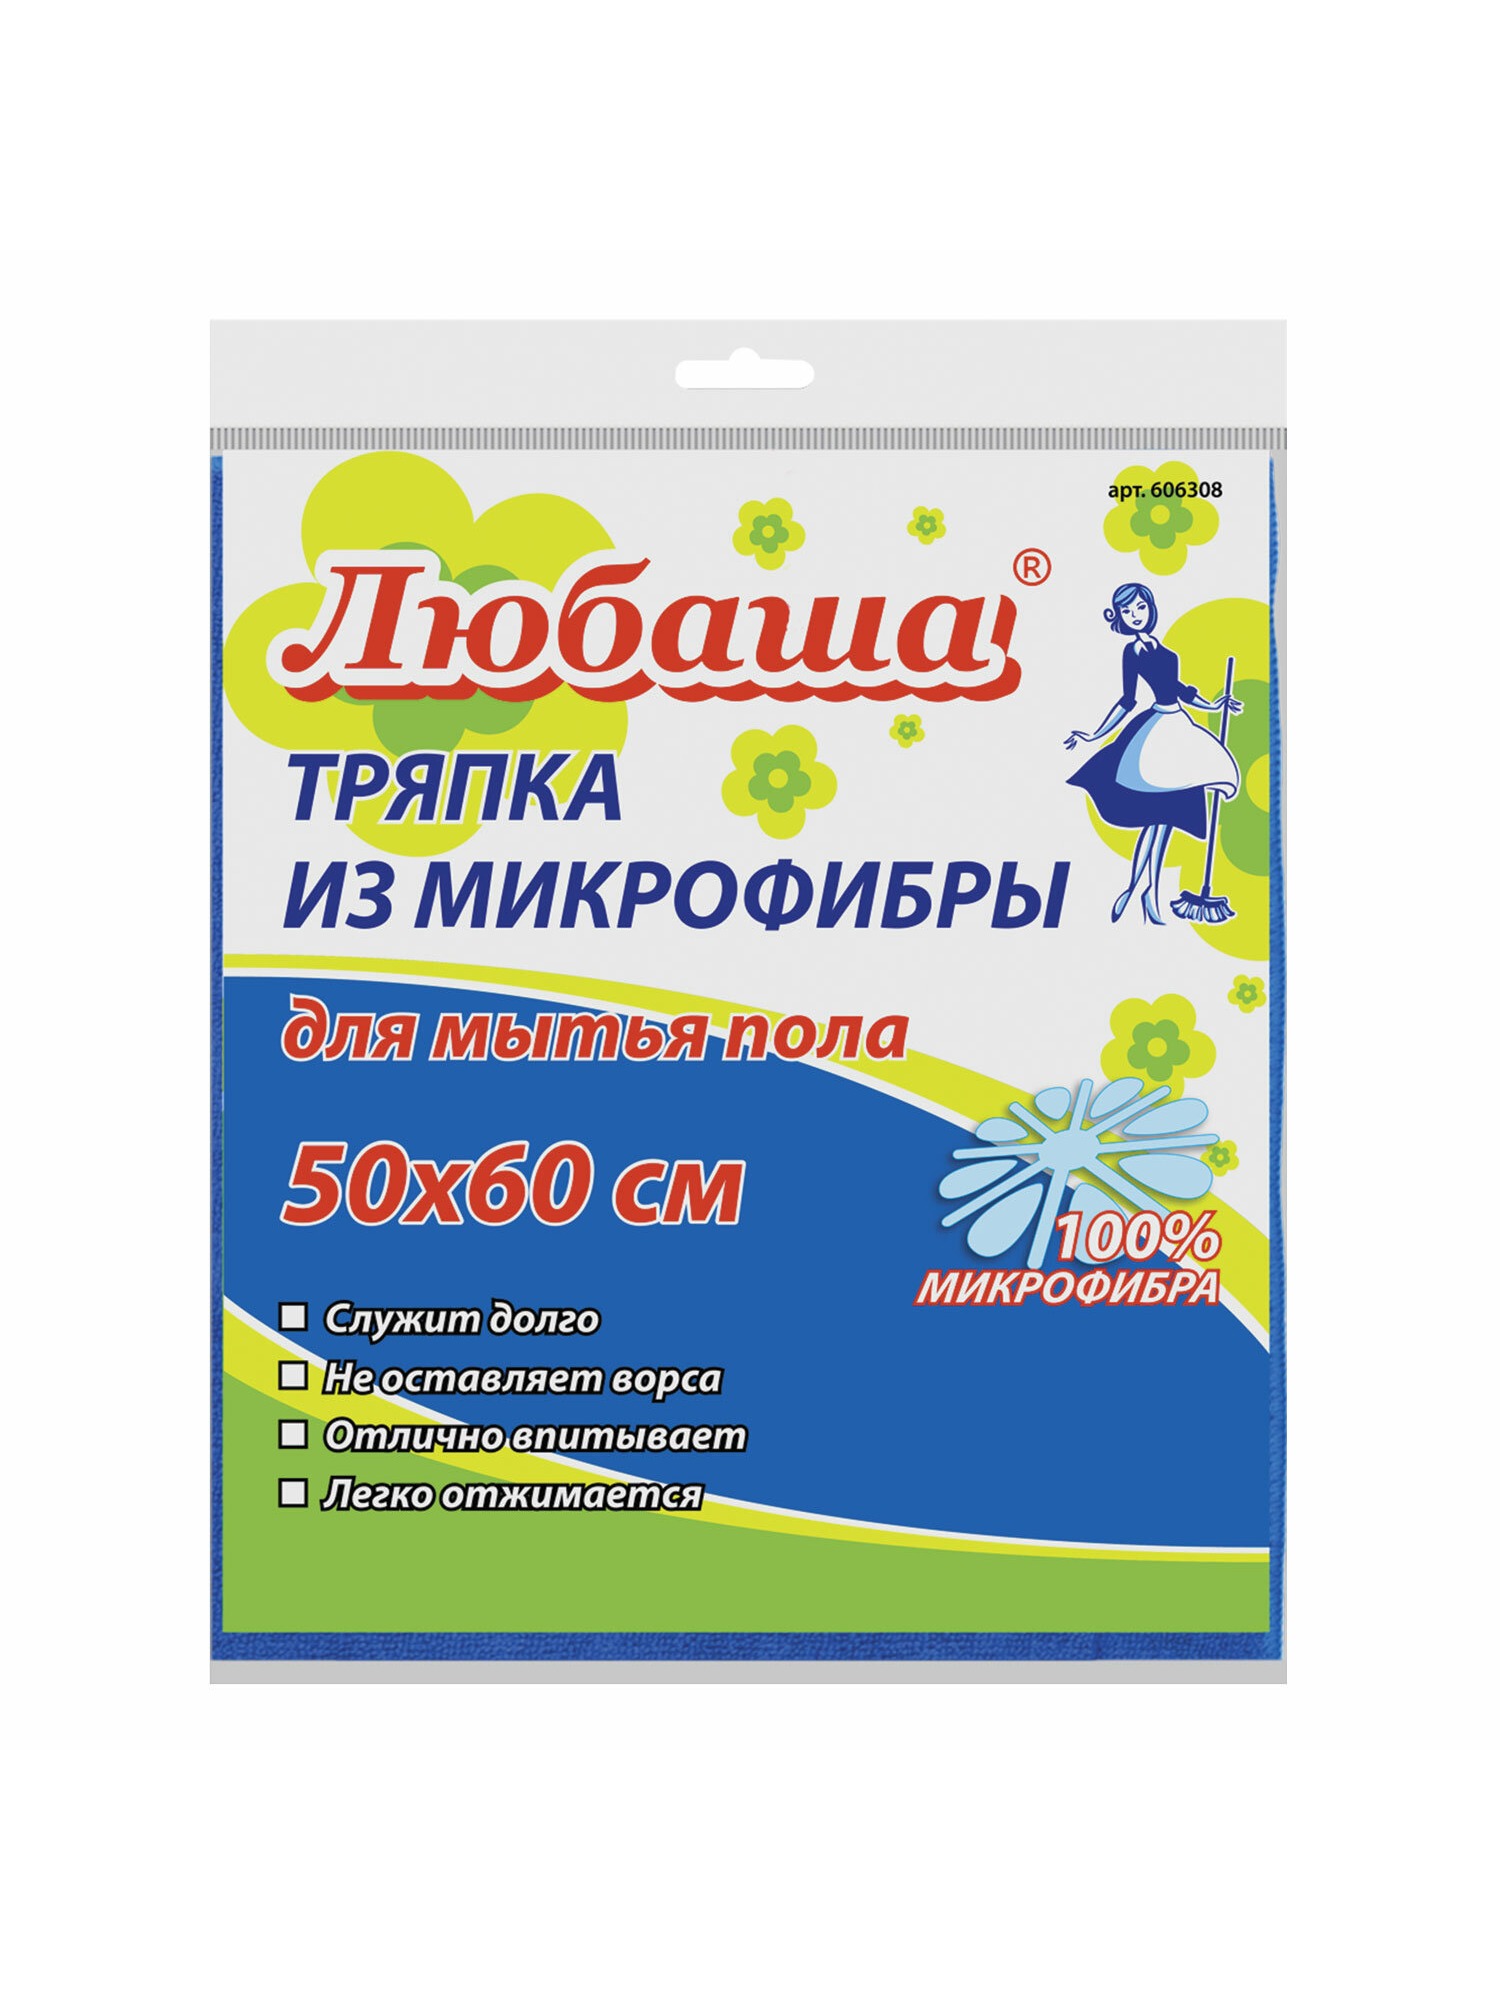 арт. 606308
Любаша®
ТРЯПКА
ИЗ МИКРОФИБРЫ
для мытья пола
50х60 см
100%
МИКРОФИБРА
Служит долго
Не оставляет ворса
Отлично впитывает
Легко отжимается